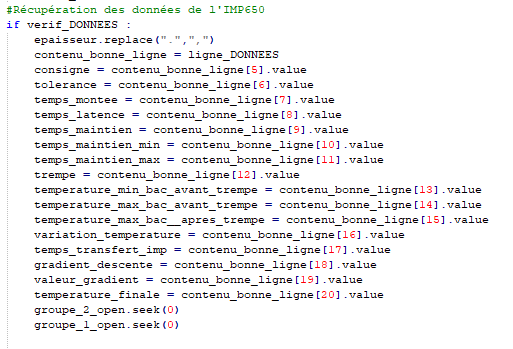 #Récupération des données de l'IMP650
if verif_DONNEES :
    epaisseur.replace(".",",")
    contenu_bonne_ligne = ligne_DONNEES
    consigne = contenu_bonne_ligne[5].value
    tolerance = contenu_bonne_ligne[6].value
    temps_montee = contenu_bonne_ligne[7].value
    temps_latence = contenu_bonne_ligne[8].value
    temps_maintien = contenu_bonne_ligne[9].value
    temps_maintien_min = contenu_bonne_ligne[10].value
    temps_maintien_max = contenu_bonne_ligne[11].value
    trempe = contenu_bonne_ligne[12].value
    temperature_min_bac_avant_trempe = contenu_bonne_ligne[13].value
    temperature_max_bac_avant_trempe = contenu_bonne_ligne[14].value
    temperature_max_bac__apres_trempe = contenu_bonne_ligne[15].value
    variation_temperature = contenu_bonne_ligne[16].value
    temps_transfert_imp = contenu_bonne_ligne[17].value
    gradient_descente = contenu_bonne_ligne[18].value
    valeur_gradient = contenu_bonne_ligne[19].value
    temperature_finale = contenu_bonne_ligne[20].value
    groupe_2_open.seek(0)
    groupe_1_open.seek(0)